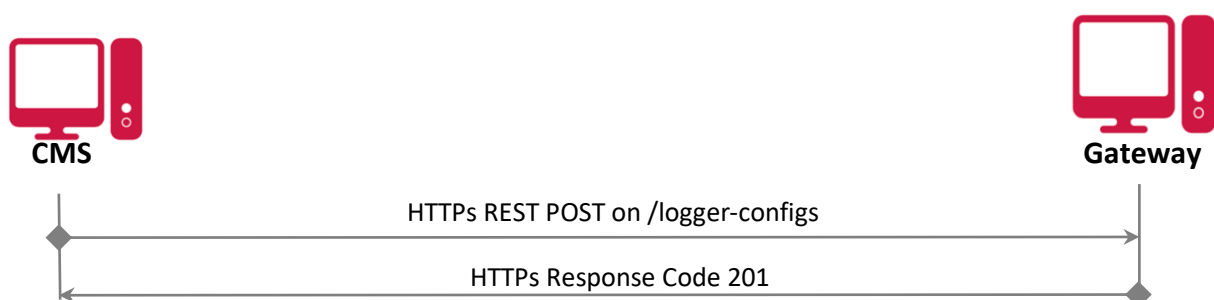 CMS
Gateway
HTTPs REST POST on /logger-configs
HTTPs Response Code 201